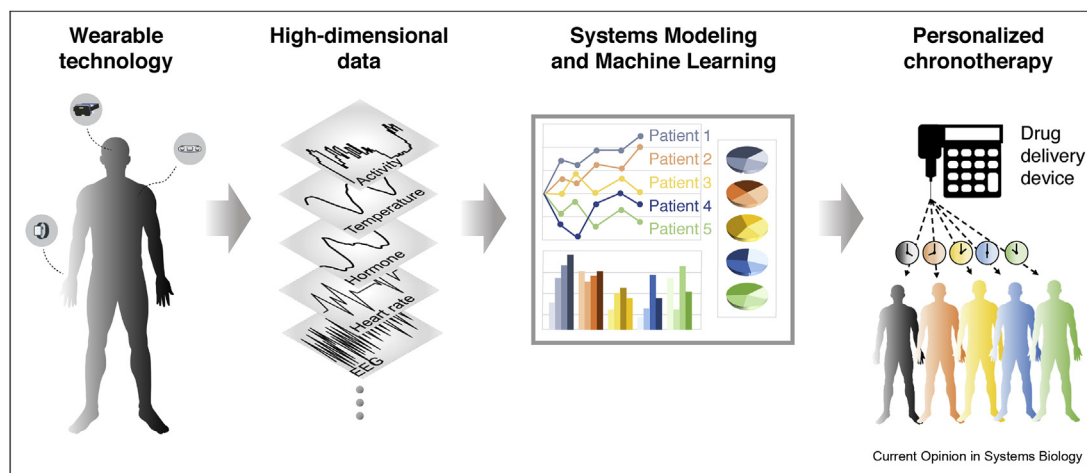 Wearable
technology
High-dimensional
data
Systems Modeling
and Machine Learning
Personalized
chronotherapy
Activity
Temperature
Hormone
Heart rate
EEG
Patient 1
Patient 2
Patient 3
Patient 4
Patient 5
Drug
delivery
device
Current Opinion in Systems Biology